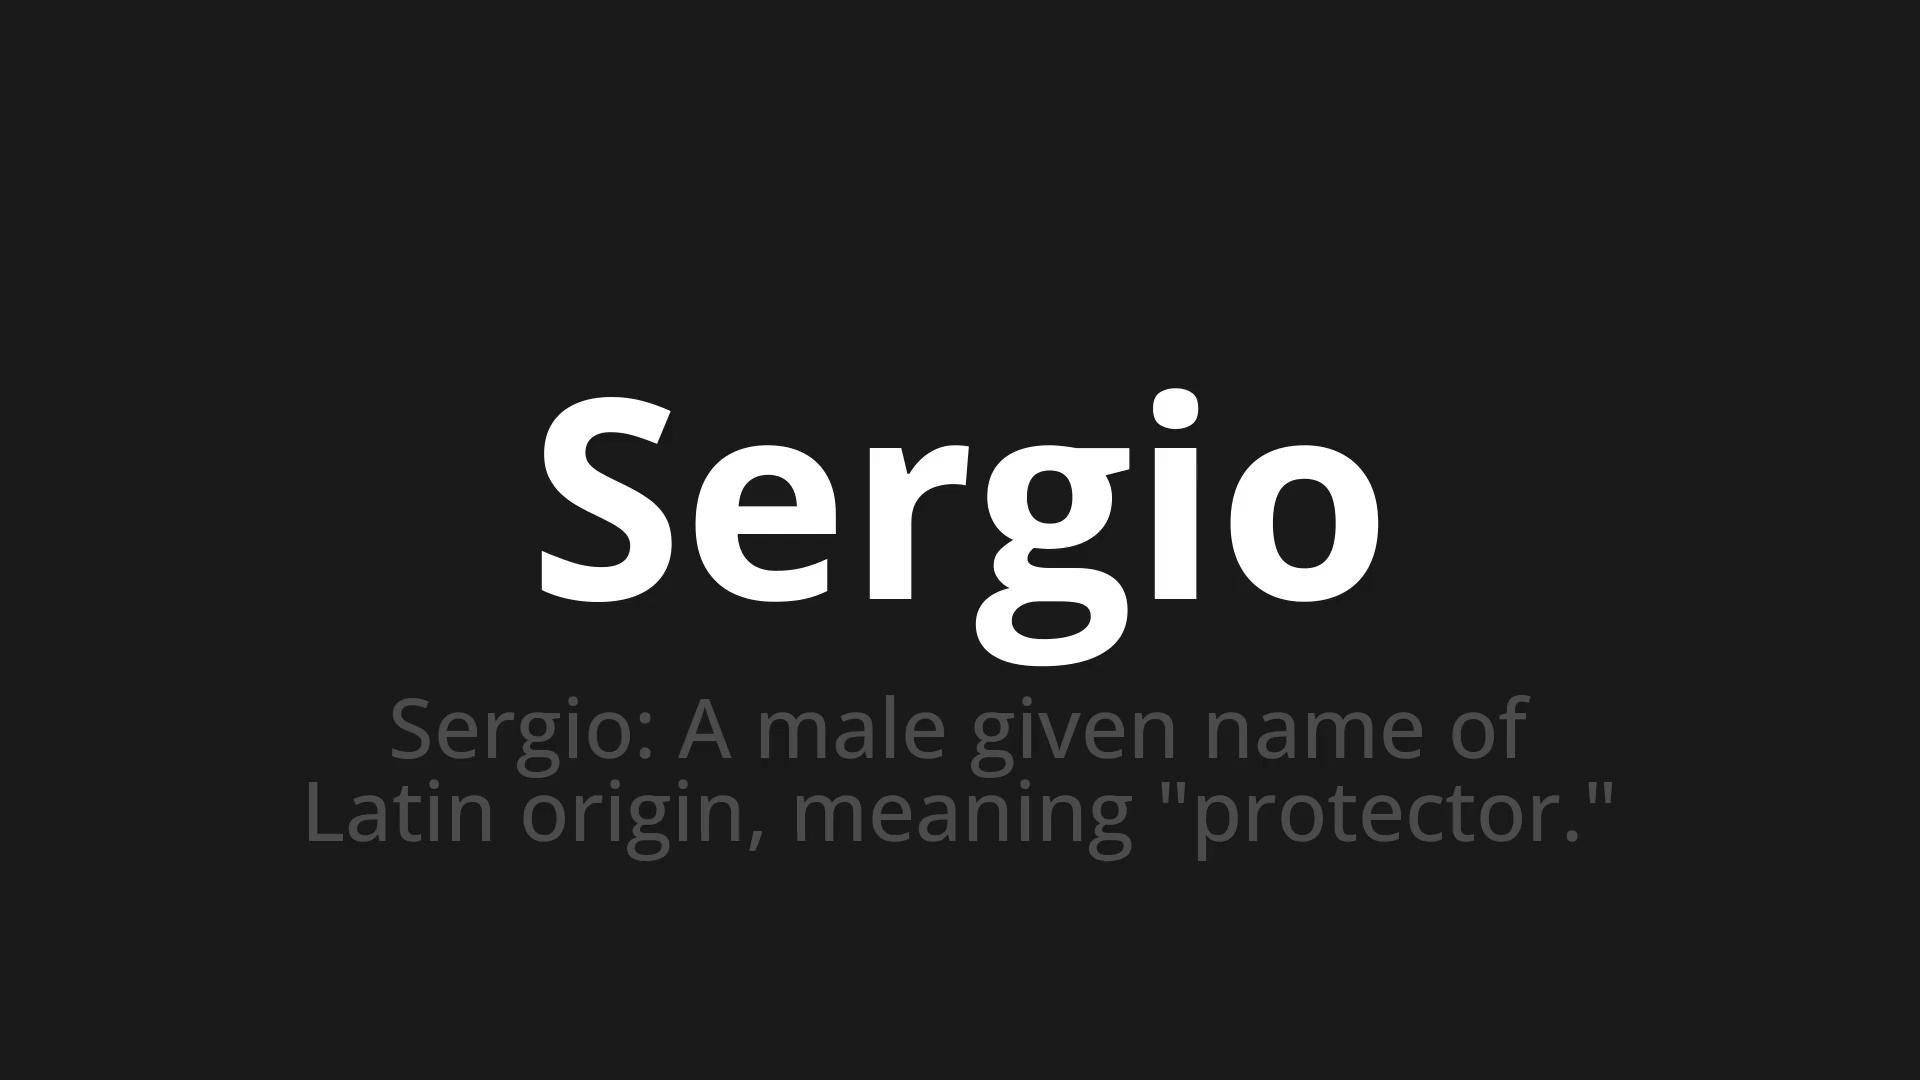 Sergio
Sergio: A male given name of
Latin origin, meaning "protector."